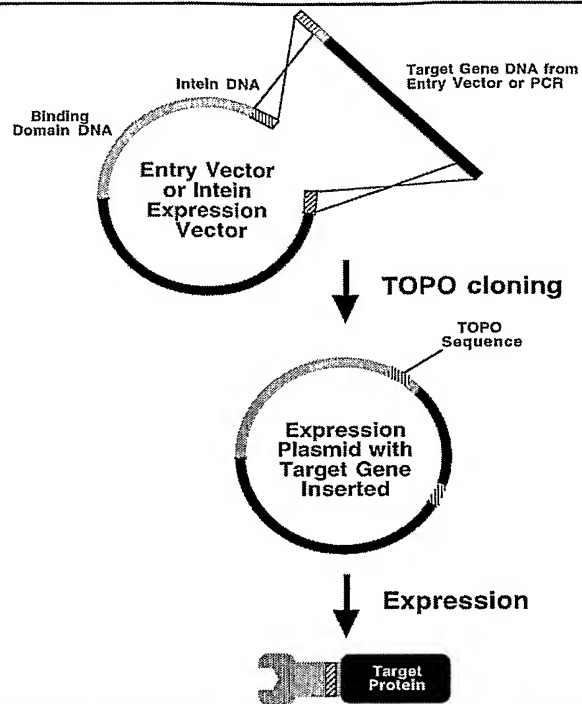 Intein DNA
Target Gene DNA from
Entry Vector or PCR
Binding
Domain DNA
Entry Vector
or Intein
Expression
Vector
TOPO cloning
TOPO
Sequence
Expression
Plasmid with
Target Gene
Inserted
Expression
Target
Protein